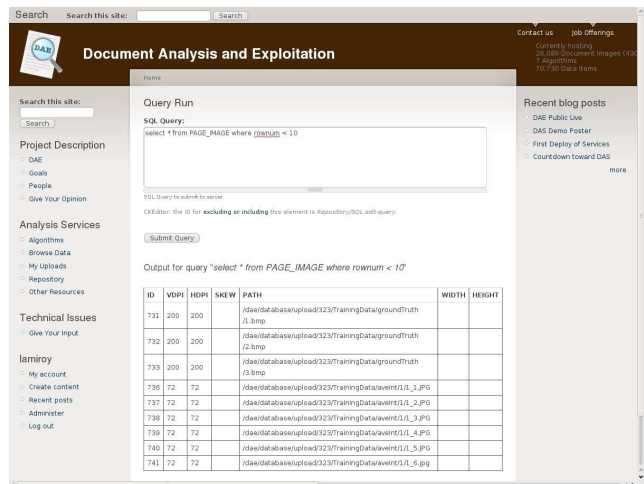 Search Search this site: Search
Contact us Job Offerings
DAE
Document Analysis and Exploitation
Currently hosting
26,089 Document Images (430
7 Algorithms
70,730 Data Items
Home
Search this site:
Search
Project Description
DAE
Goals
People
Give Your Opinion
Analysis Services
Algorithms
Browse Data
My Uploads
Repository
Other Resources
Technical Issues
Give Your Input
lamiroy
My account
Create content
Recent posts
Administer
Log out
Query Run
SQL Query:
select * from PAGE_IMAGE where rownum < 10
SQL Query to submit to server
CKEditor: the ID for excluding or including this element is Repository/SQL.edit-query.
Submit Query
Output for query "select * from PAGE_IMAGE where rownum < 10"
ID VDPI HDPI SKEW PATH WIDTH HEIGHT
731 200 200 /dae/database/upload/323/TrainingData/groundTruth
/1.bmp
732 200 200 /dae/database/upload/323/TrainingData/groundTruth
/2.bmp
733 200 200 /dae/database/upload/323/TrainingData/groundTruth
/3.bmp
736 72 72 /dae/database/upload/323/TrainingData/aveInt/1/1_1.JPG
737 72 72 /dae/database/upload/323/TrainingData/aveInt/1/1_2.JPG
738 72 72 /dae/database/upload/323/TrainingData/aveInt/1/1_3.JPG
739 72 72 /dae/database/upload/323/TrainingData/aveInt/1/1_4.JPG
740 72 72 /dae/database/upload/323/TrainingData/aveInt/1/1_5.JPG
741 72 72 /dae/database/upload/323/TrainingData/aveInt/1/1_6.jpg
Recent blog posts
DAE Public Live
DAS Demo Poster
First Deploy of Services
Countdown toward DAS
more